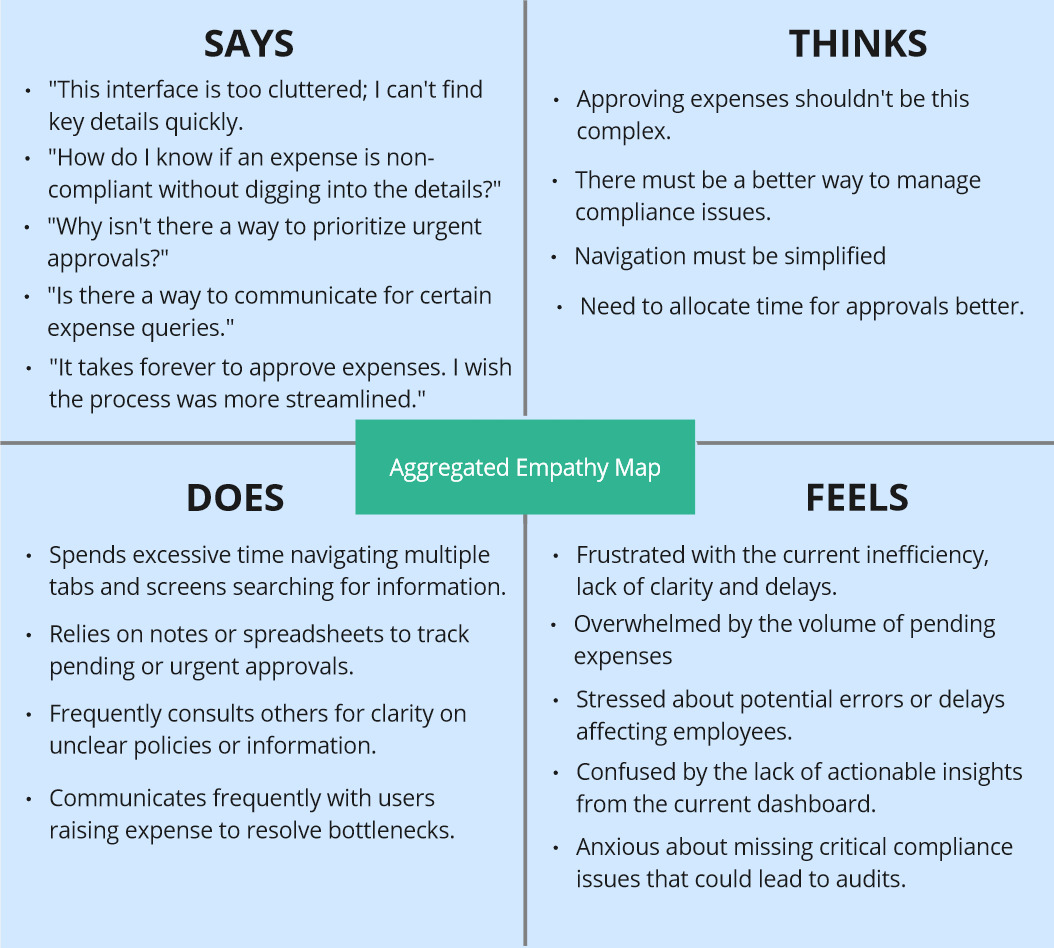 SAYS
• "This interface is too cluttered; I can't find
key details quickly.
• "How do I know if an expense is non-
compliant without digging into the details?"
• "Why isn't there a way to prioritize urgent
approvals?"
• "Is there a way to communicate for certain
expense queries."
• "It takes forever to approve expenses. I wish
the process was more streamlined."
THINKS
• Approving expenses shouldn't be this
complex.
• There must be a better way to manage
compliance issues.
• Navigation must be simplified
• Need to allocate time for approvals better.
Aggregated Empathy Map
DOES
• Spends excessive time navigating multiple
tabs and screens searching for information.
• Relies on notes or spreadsheets to track
pending or urgent approvals.
• Frequently consults others for clarity on
unclear policies or information.
• Communicates frequently with users
raising expense to resolve bottlenecks.
FEELS
• Frustrated with the current inefficiency,
lack of clarity and delays.
• Overwhelmed by the volume of pending
expenses
• Stressed about potential errors or delays
affecting employees.
• Confused by the lack of actionable insights
from the current dashboard.
• Anxious about missing critical compliance
issues that could lead to audits.